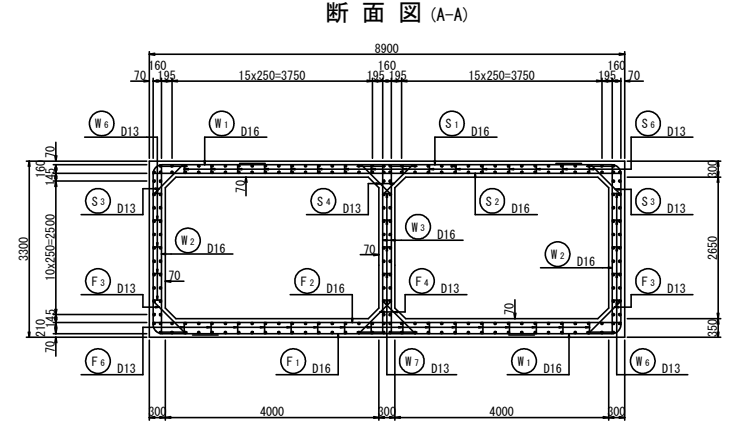 断面図(A-A)
8900
160 160 160
70 195 15x250=3750 195 195 15x250=3750 195 70
W6 D13 W1 D16 S1 D16 S6 D13
70
160
145
300
70
S3 D13 S4 D13 S2 D16 S3 D13
W2 D16 70 W3 D16 W2 D16
3300
10x250=2500
2650
70
F3 D13 F2 D16 F4 D13 70 F3 D13
145
210
70
350
F6 D13 F1 D16 W7 D13 W1 D16 W6 D13
300 4000 300 4000 300